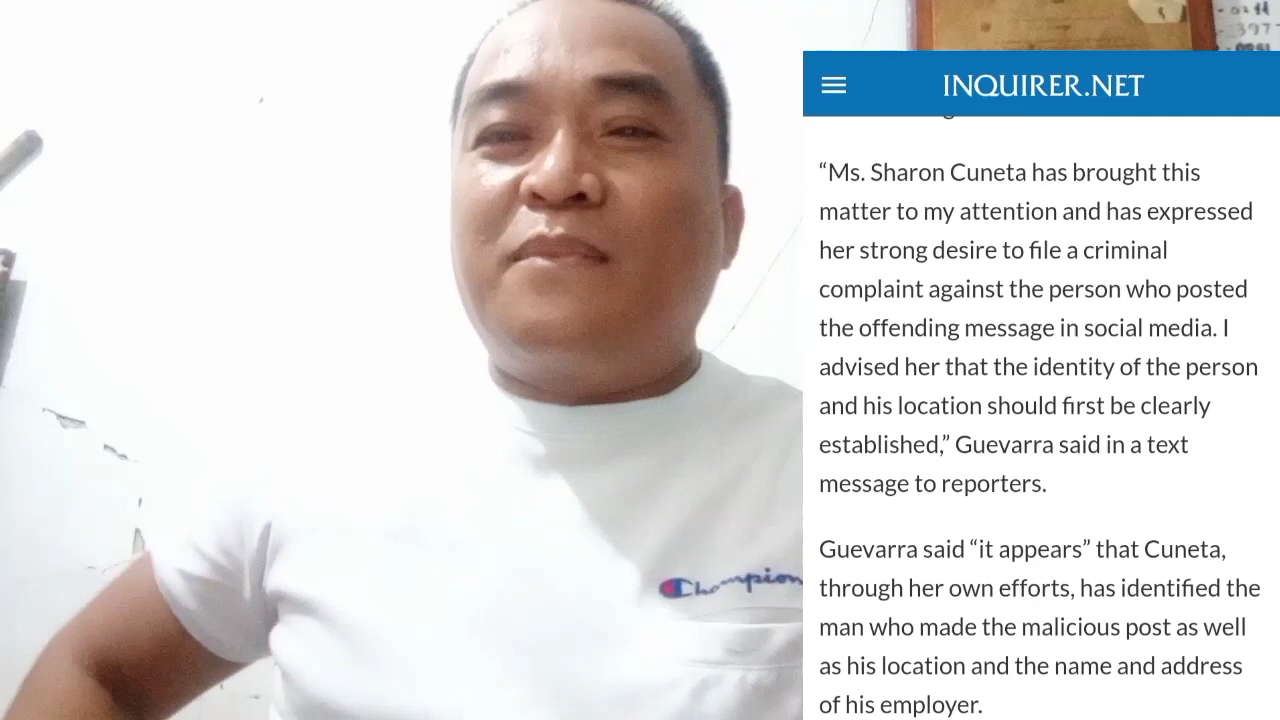 Champion
INQUIRER.NET
“Ms. Sharon Cuneta has brought this
matter to my attention and has expressed
her strong desire to file a criminal
complaint against the person who posted
the offending message in social media. I
advised her that the identity of the person
and his location should first be clearly
established,” Guevarra said in a text
message to reporters.
Guevarra said “it appears” that Cuneta,
through her own efforts, has identified the
man who made the malicious post as well
as his location and the name and address
of his employer.